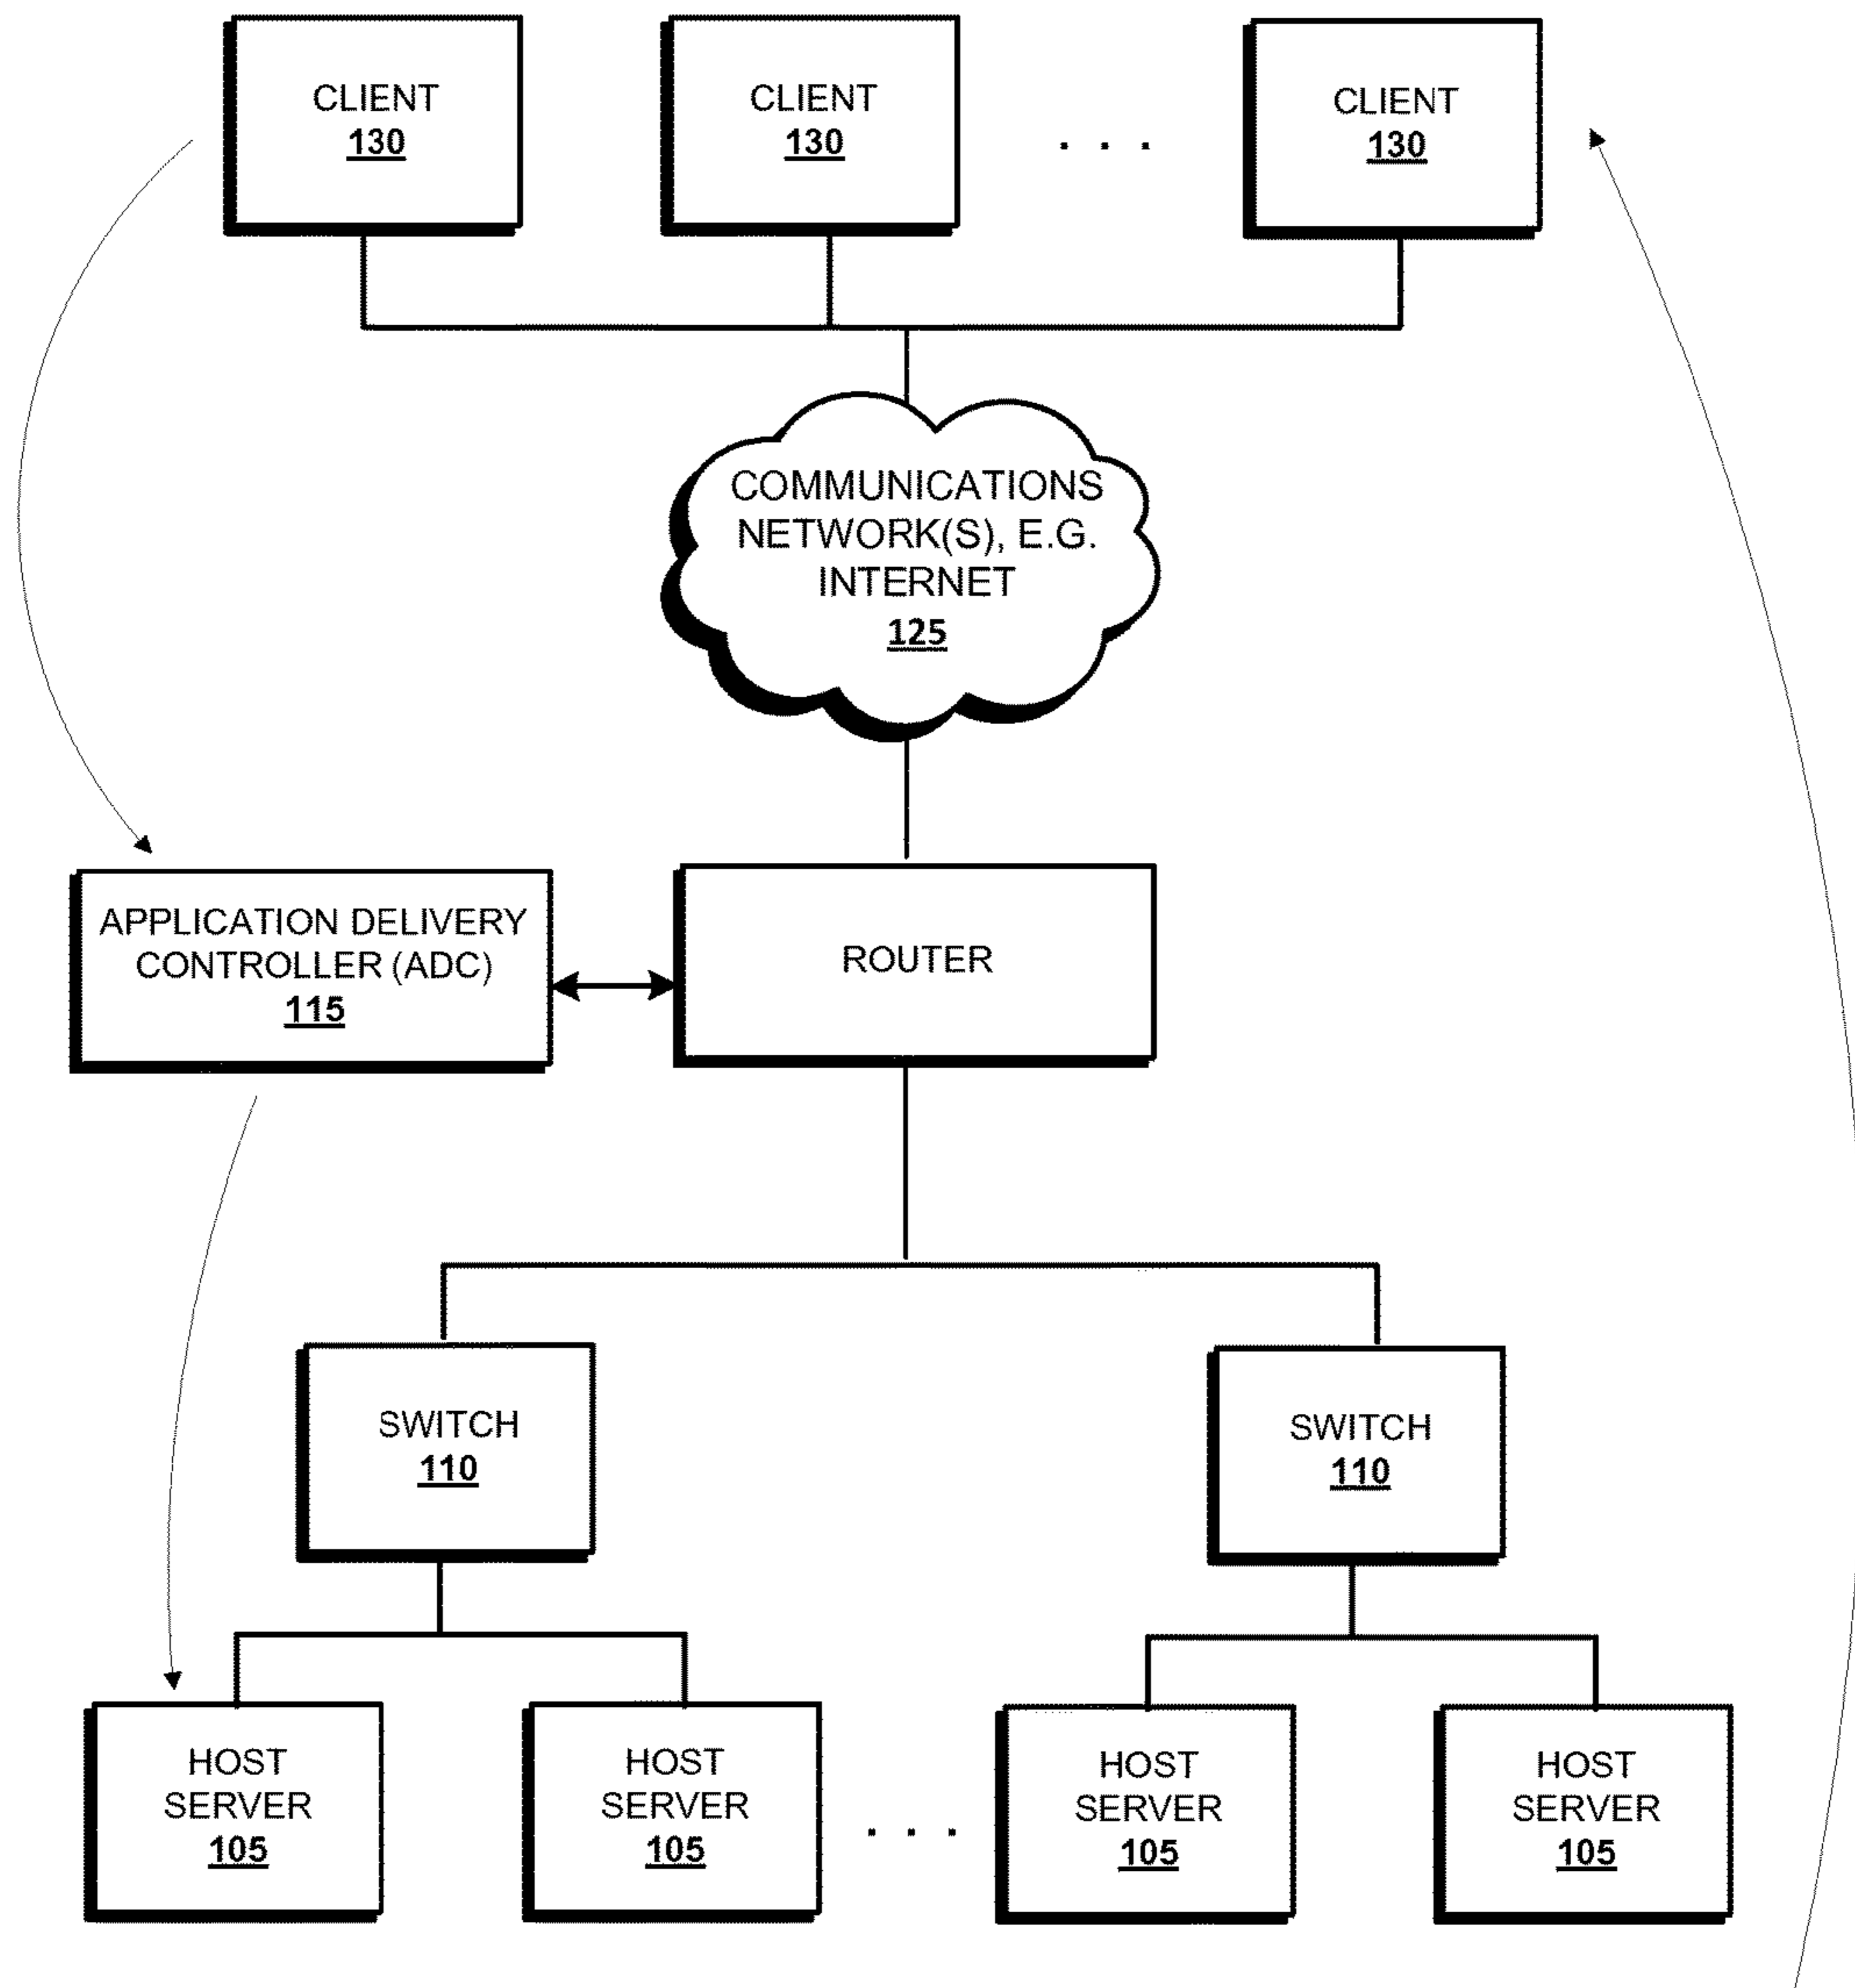 CLIENT
130
CLIENT
130
. . .
CLIENT
130
COMMUNICATIONS
NETWORK(S), E.G.
INTERNET
125
APPLICATION DELIVERY
CONTROLLER (ADC)
115
ROUTER
SWITCH
110
SWITCH
110
HOST
SERVER
105
HOST
SERVER
105
. . .
HOST
SERVER
105
HOST
SERVER
105